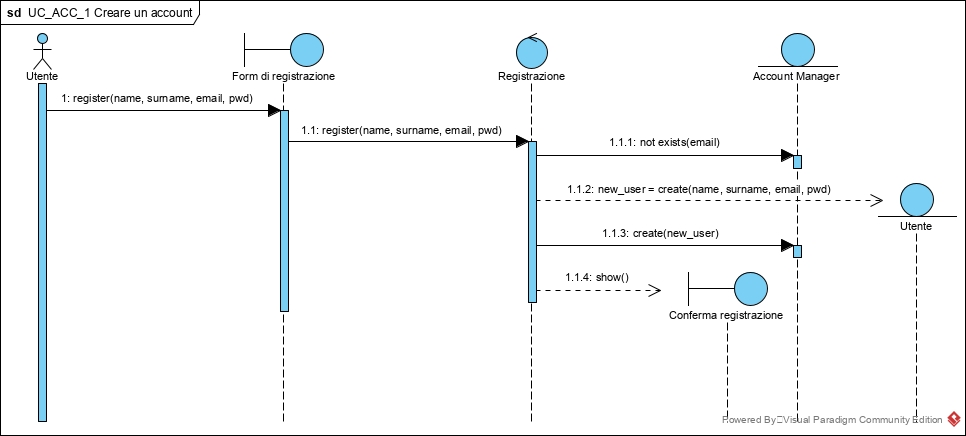 sd UC_ACC_1 Creare un account
Utente
Form di registrazione
Registrazione
Account Manager
1: register(name, surname, email, pwd)
1.1: register(name, surname, email, pwd)
1.1.1: not exists(email)
1.1.2: new_user = create(name, surname, email, pwd)
Utente
1.1.3: create(new_user)
1.1.4: show()
Conferma registrazione
Powered By Visual Paradigm Community Edition